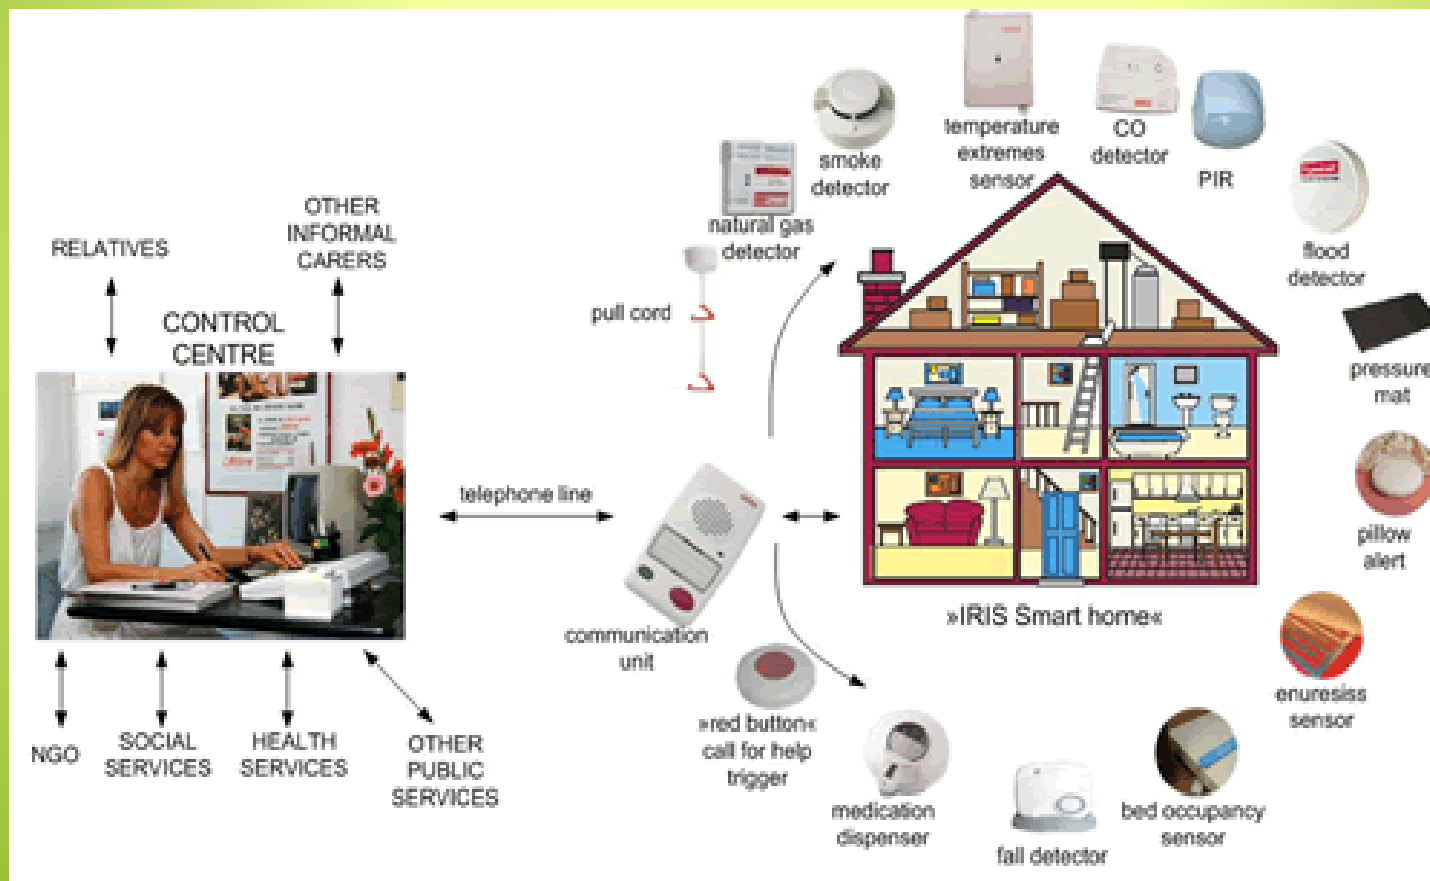 OTHER
INFORMAL
CARERS
RELATIVES
CONTROL
CENTRE
telephone line
NGO
SOCIAL
SERVICES
HEALTH
SERVICES
OTHER
PUBLIC
SERVICES
communication
unit
pull cord
natural gas
detector
smoke
detector
temperature
extremes
sensor
CO
detector
PIR
flood
detector
pressure
mat
pillow
alert
enuresiss
sensor
bed occupancy
sensor
fall detector
medication
dispenser
»red button«
call for help
trigger
»IRIS Smart home«